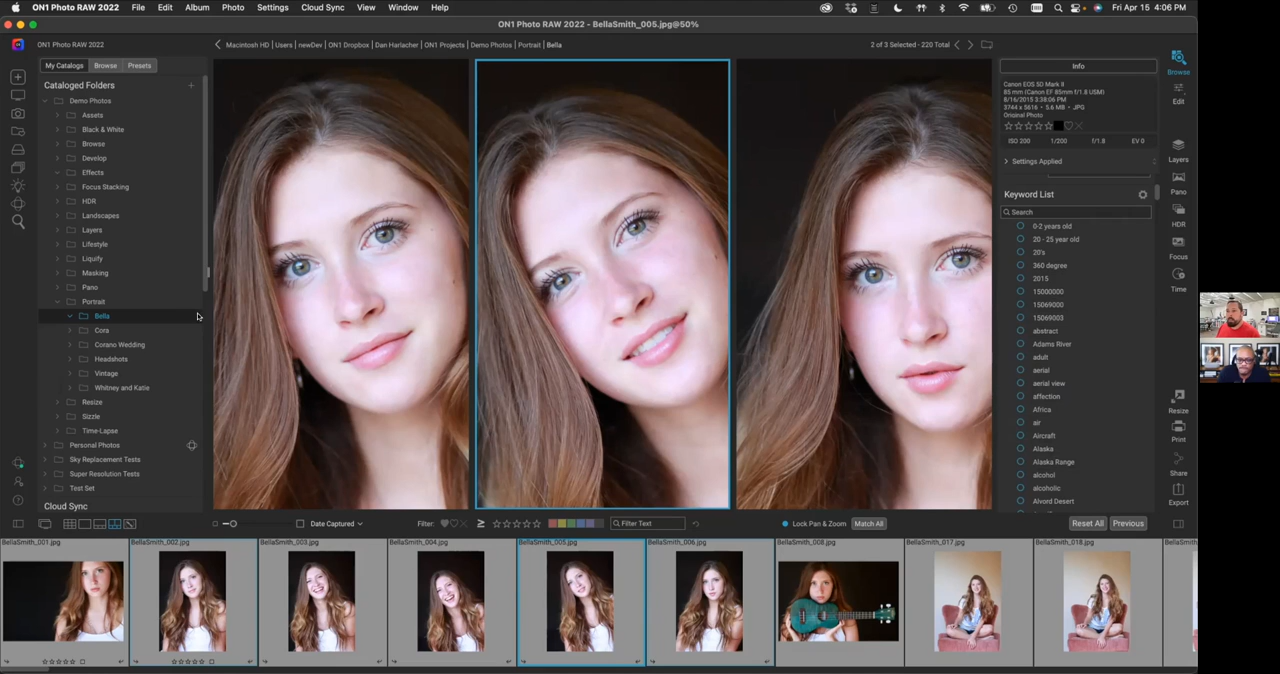 ON1 Photo RAW 2022 File Edit Album Photo Settings Cloud Sync View Window Help Fri Apr 15 4:06 PM
ON1 Photo RAW 2022 - BellaSmith_005.jpg@50%
ON1 Photo RAW 2022
Macintosh HD | Users | newDev | ON1 Dropbox | Dan Harlacher | ON1 Projects | Demo Photos | Portrait | Bella
2 of 3 Selected - 220 Total
My Catalogs Browse Presets
Cataloged Folders
Demo Photos
Assets
Black & White
Browse
Develop
Effects
Focus Stacking
HDR
Landscapes
Layers
Lifestyle
Liquify
Masking
Pano
Portrait
Bella
Cora
Corano Wedding
Headshots
Vintage
Whitney and Katie
Resize
Sizzle
Time-Lapse
Personal Photos
Sky Replacement Tests
Super Resolution Tests
Test Set
Cloud Sync
Info
Canon EOS 5D Mark II
85 mm (Canon EF 85mm f/1.8 USM)
8/16/2015 3:38:06 PM
3744 x 5616 • 5.6 MB • JPG
Original Photo
ISO 200 1/200 f/1.8 EV 0
Settings Applied
Keyword List
Search
0-2 years old
20 - 25 year old
20's
360 degree
2015
15000000
15069000
15069003
abstract
Adams River
adult
aerial
aerial view
affection
Africa
air
Aircraft
Alaska
Alaska Range
alcohol
alcoholic
Alvord Desert
Browse
Edit
Layers
Pano
HDR
Focus
Time
Resize
Print
Share
Export
Date Captured
Filter:
Filter Text
Lock Pan & Zoom
Match All
Reset All
Previous
BellaSmith_001.jpg
BellaSmith_002.jpg
BellaSmith_003.jpg
BellaSmith_004.jpg
BellaSmith_005.jpg
BellaSmith_006.jpg
BellaSmith_008.jpg
BellaSmith_017.jpg
BellaSmith_018.jpg
BellaSmith